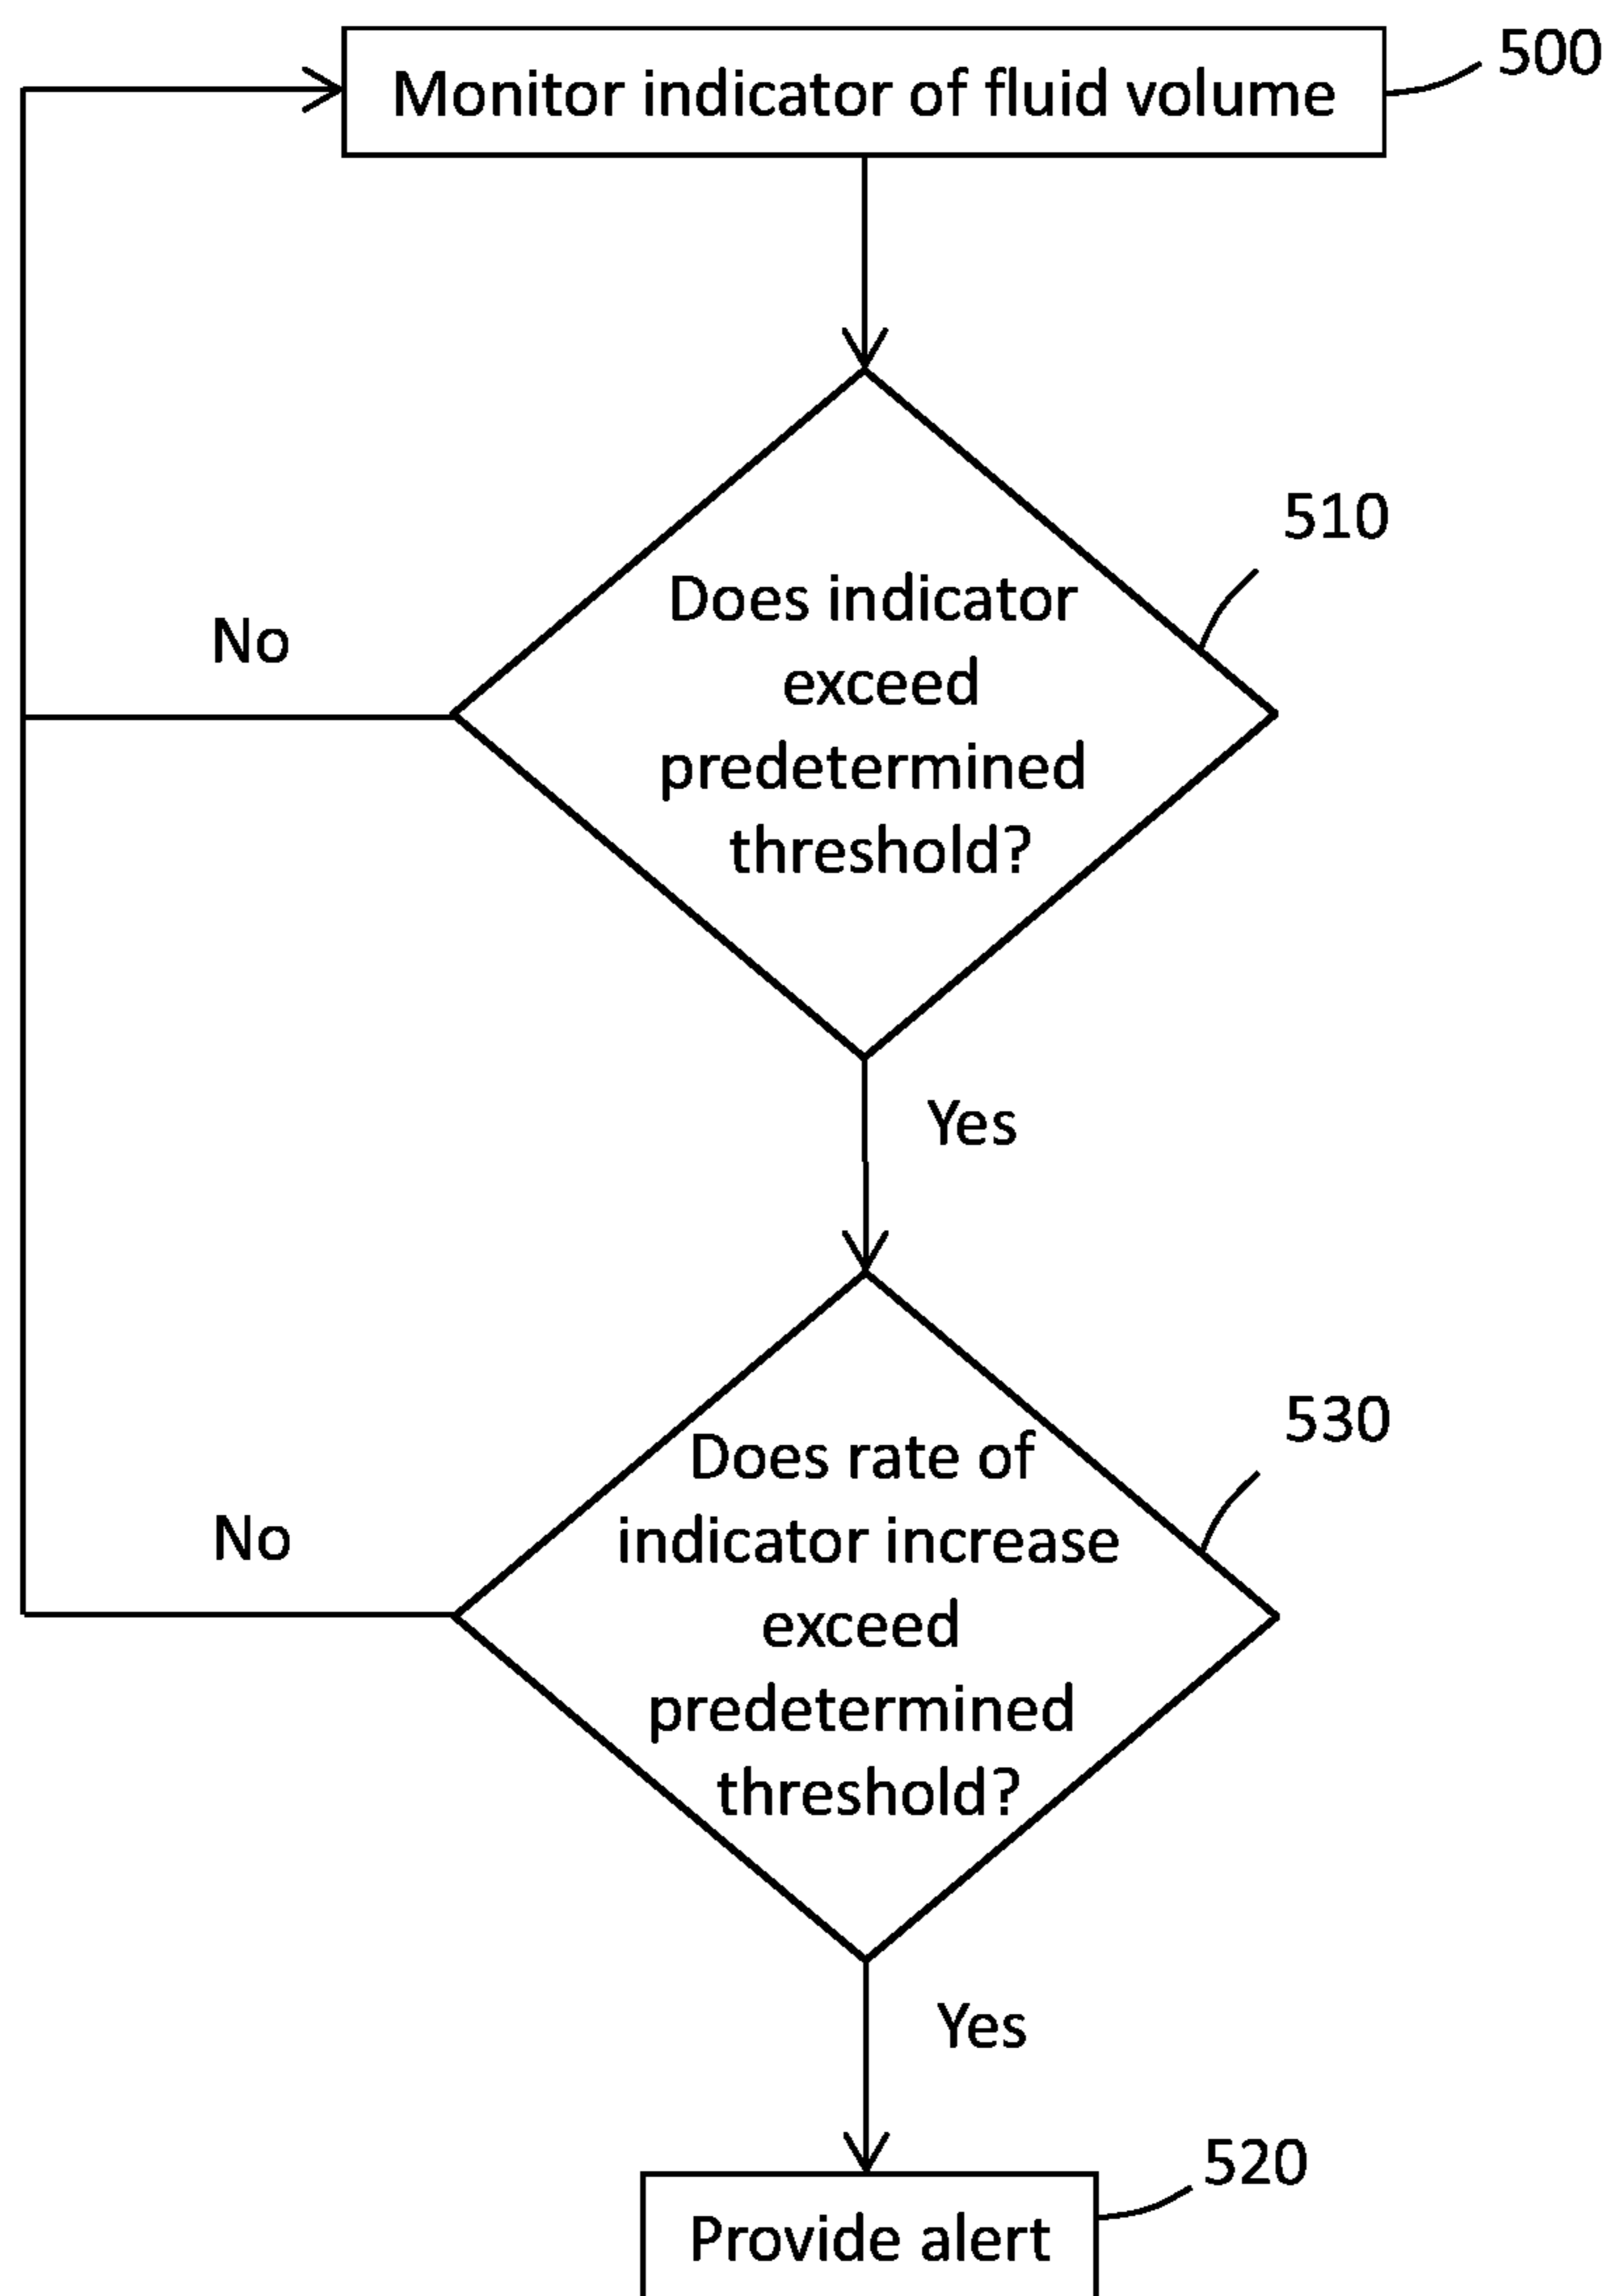 Monitor indicator of fluid volume
500
510
Does indicator
exceed
predetermined
threshold?
No
Yes
530
Does rate of
indicator increase
exceed
predetermined
threshold?
No
Yes
520
Provide alert